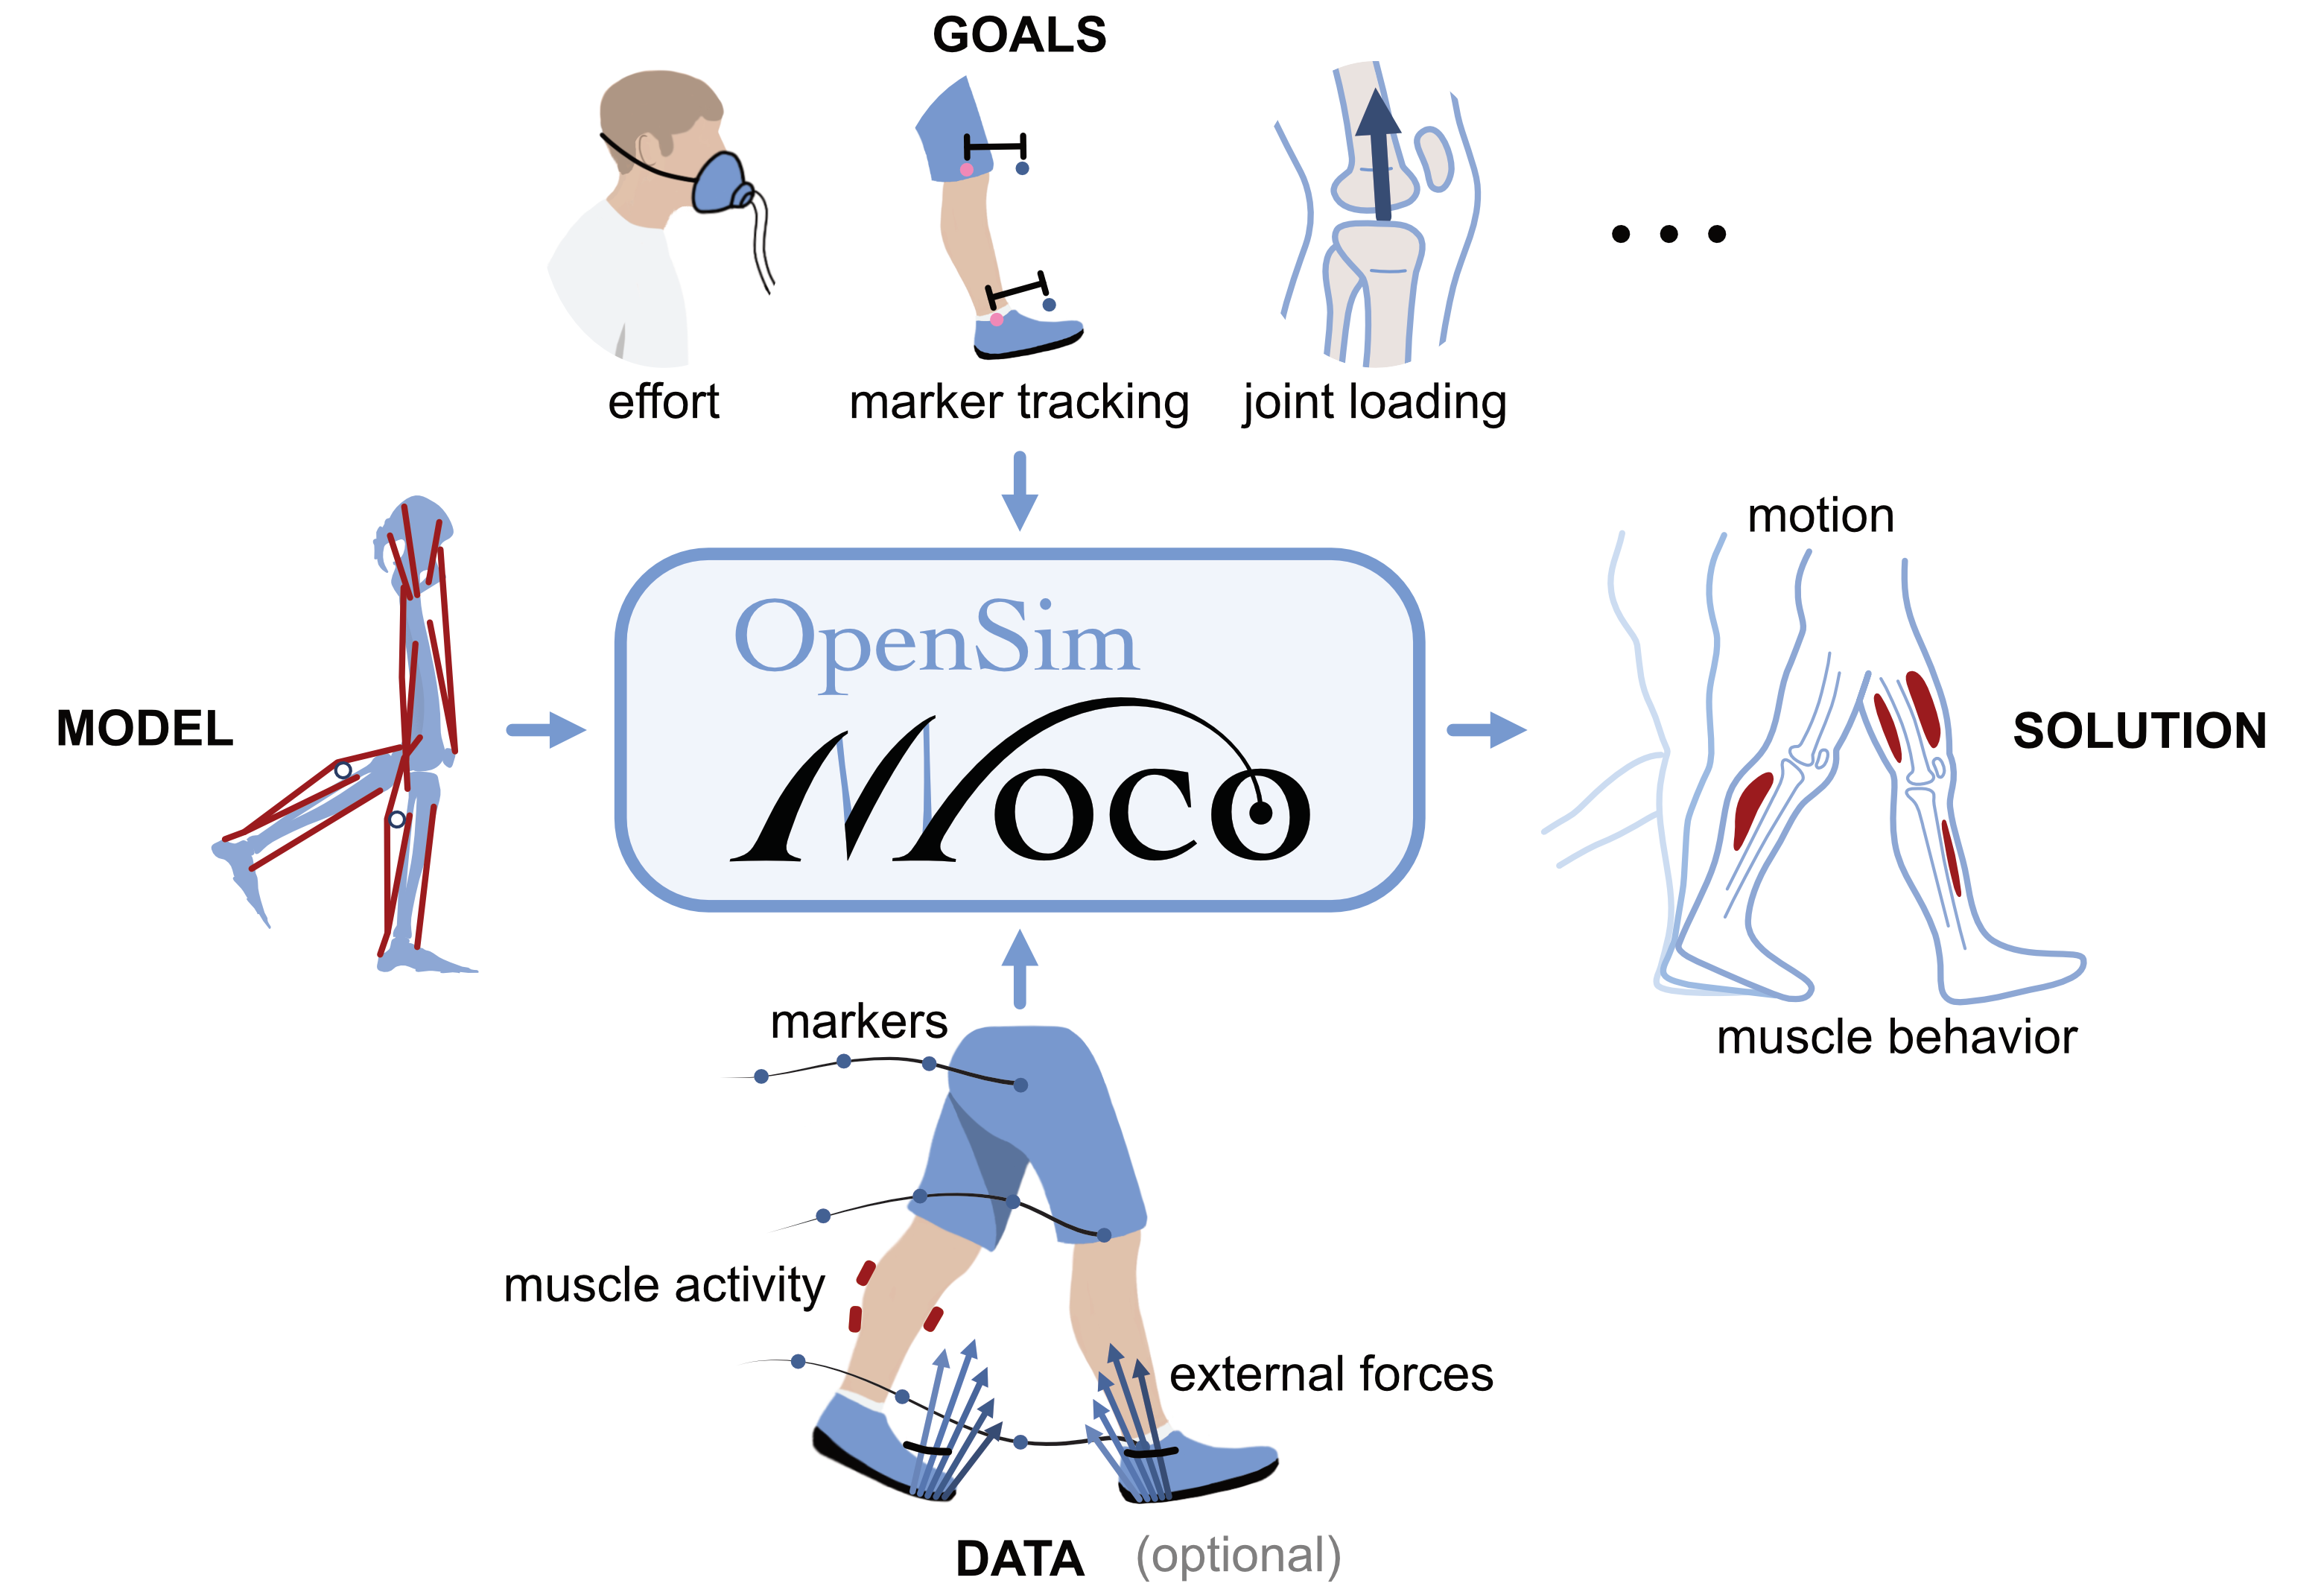 GOALS
effort
marker tracking
joint loading
motion
OpenSim
Moco
MODEL
SOLUTION
markers
muscle behavior
muscle activity
external forces
DATA (optional)